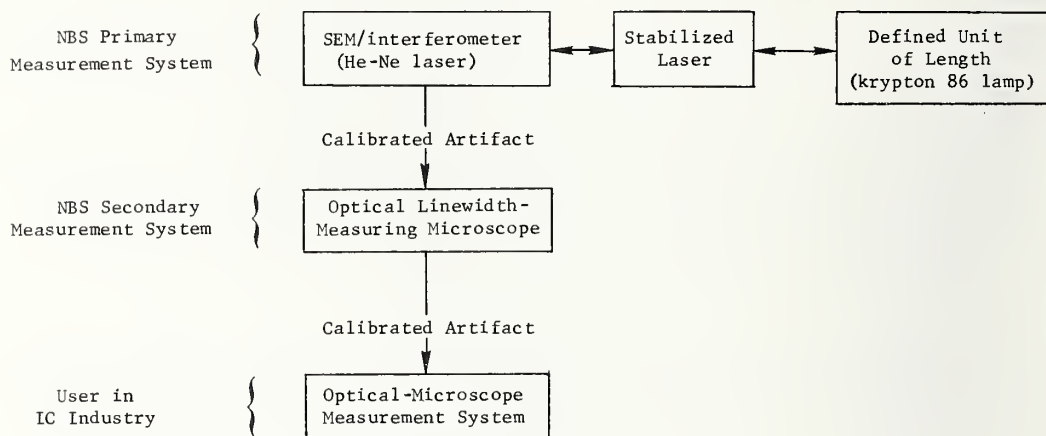 NBS Primary
Measurement System
SEM/interferometer
(He-Ne laser)
Stabilized
Laser
Defined Unit
of Length
(krypton 86 lamp)
Calibrated Artifact
NBS Secondary
Measurement System
Optical Linewidth-
Measuring Microscope
Calibrated Artifact
User in
IC Industry
Optical-Microscope
Measurement System